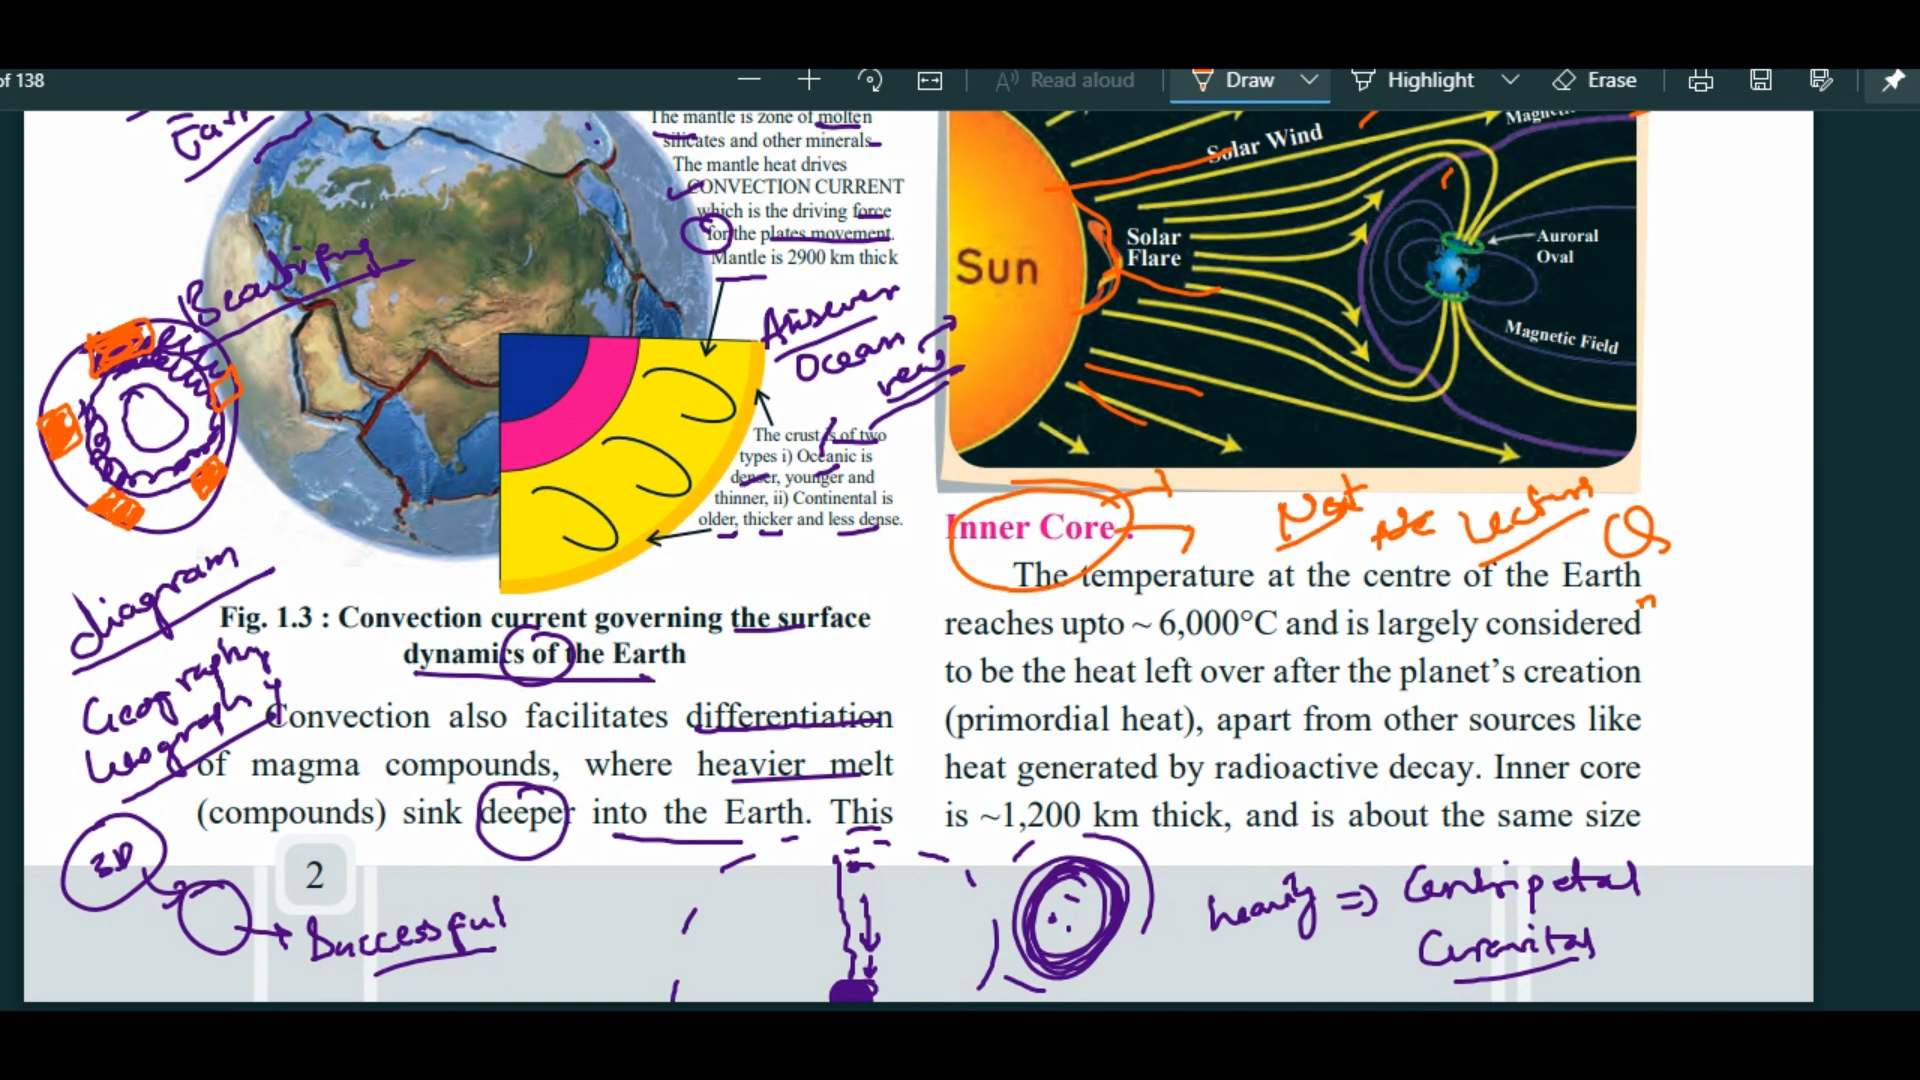 of 138
Read aloud
Draw
Highlight
Erase
Earth
The mantle is zone of molten
silicates and other minerals.
The mantle heat drives
CONVECTION CURRENT
which is the driving force
for the plates movement.
Mantle is 2900 km thick
Beautiful
Answer
Ocean
The crust is of two
types i) Oceanic is
denser, younger and
thinner, ii) Continental is
older, thicker and less dense.
diagram
Fig. 1.3 : Convection current governing the surface
dynamics of the Earth
Geography
Convection also facilitates differentiation
of magma compounds, where heavier melt
(compounds) sink deeper into the Earth. This
3D
2
Successful
Solar Wind
Solar
Flare
Sun
Auroral
Oval
Magnetic Field
Inner Core :
Next Lecture
The temperature at the centre of the Earth
reaches upto ~ 6,000°C and is largely considered
to be the heat left over after the planet’s creation
(primordial heat), apart from other sources like
heat generated by radioactive decay. Inner core
is ~1,200 km thick, and is about the same size
heavity => Centripetal